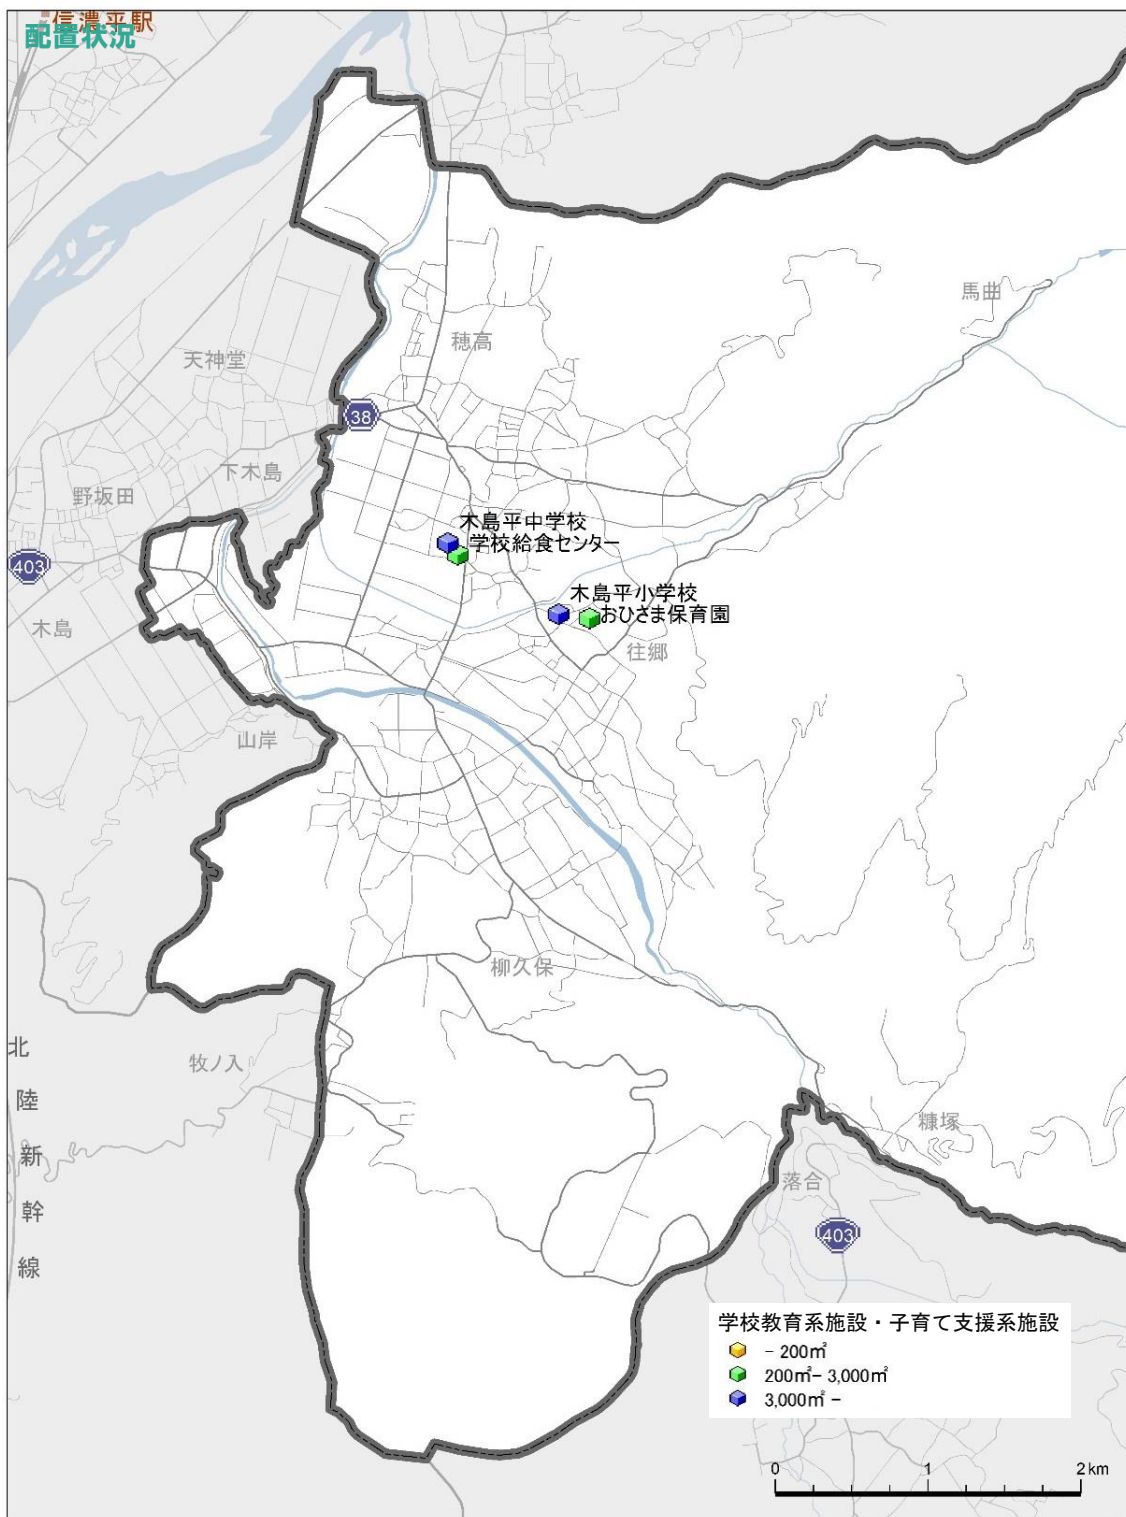 信濃平駅
配置状況
馬曲
穂高
天神堂
38
下木島
野坂田
木島平中学校
学校給食センター
403
木島平小学校
おひさま保育園
木島
往郷
山岸
柳久保
北陸新幹線
牧ノ入
糠塚
落合
403
学校教育系施設・子育て支援系施設
- 200㎡
200㎡- 3,000㎡
3,000㎡ -
0 1 2 km